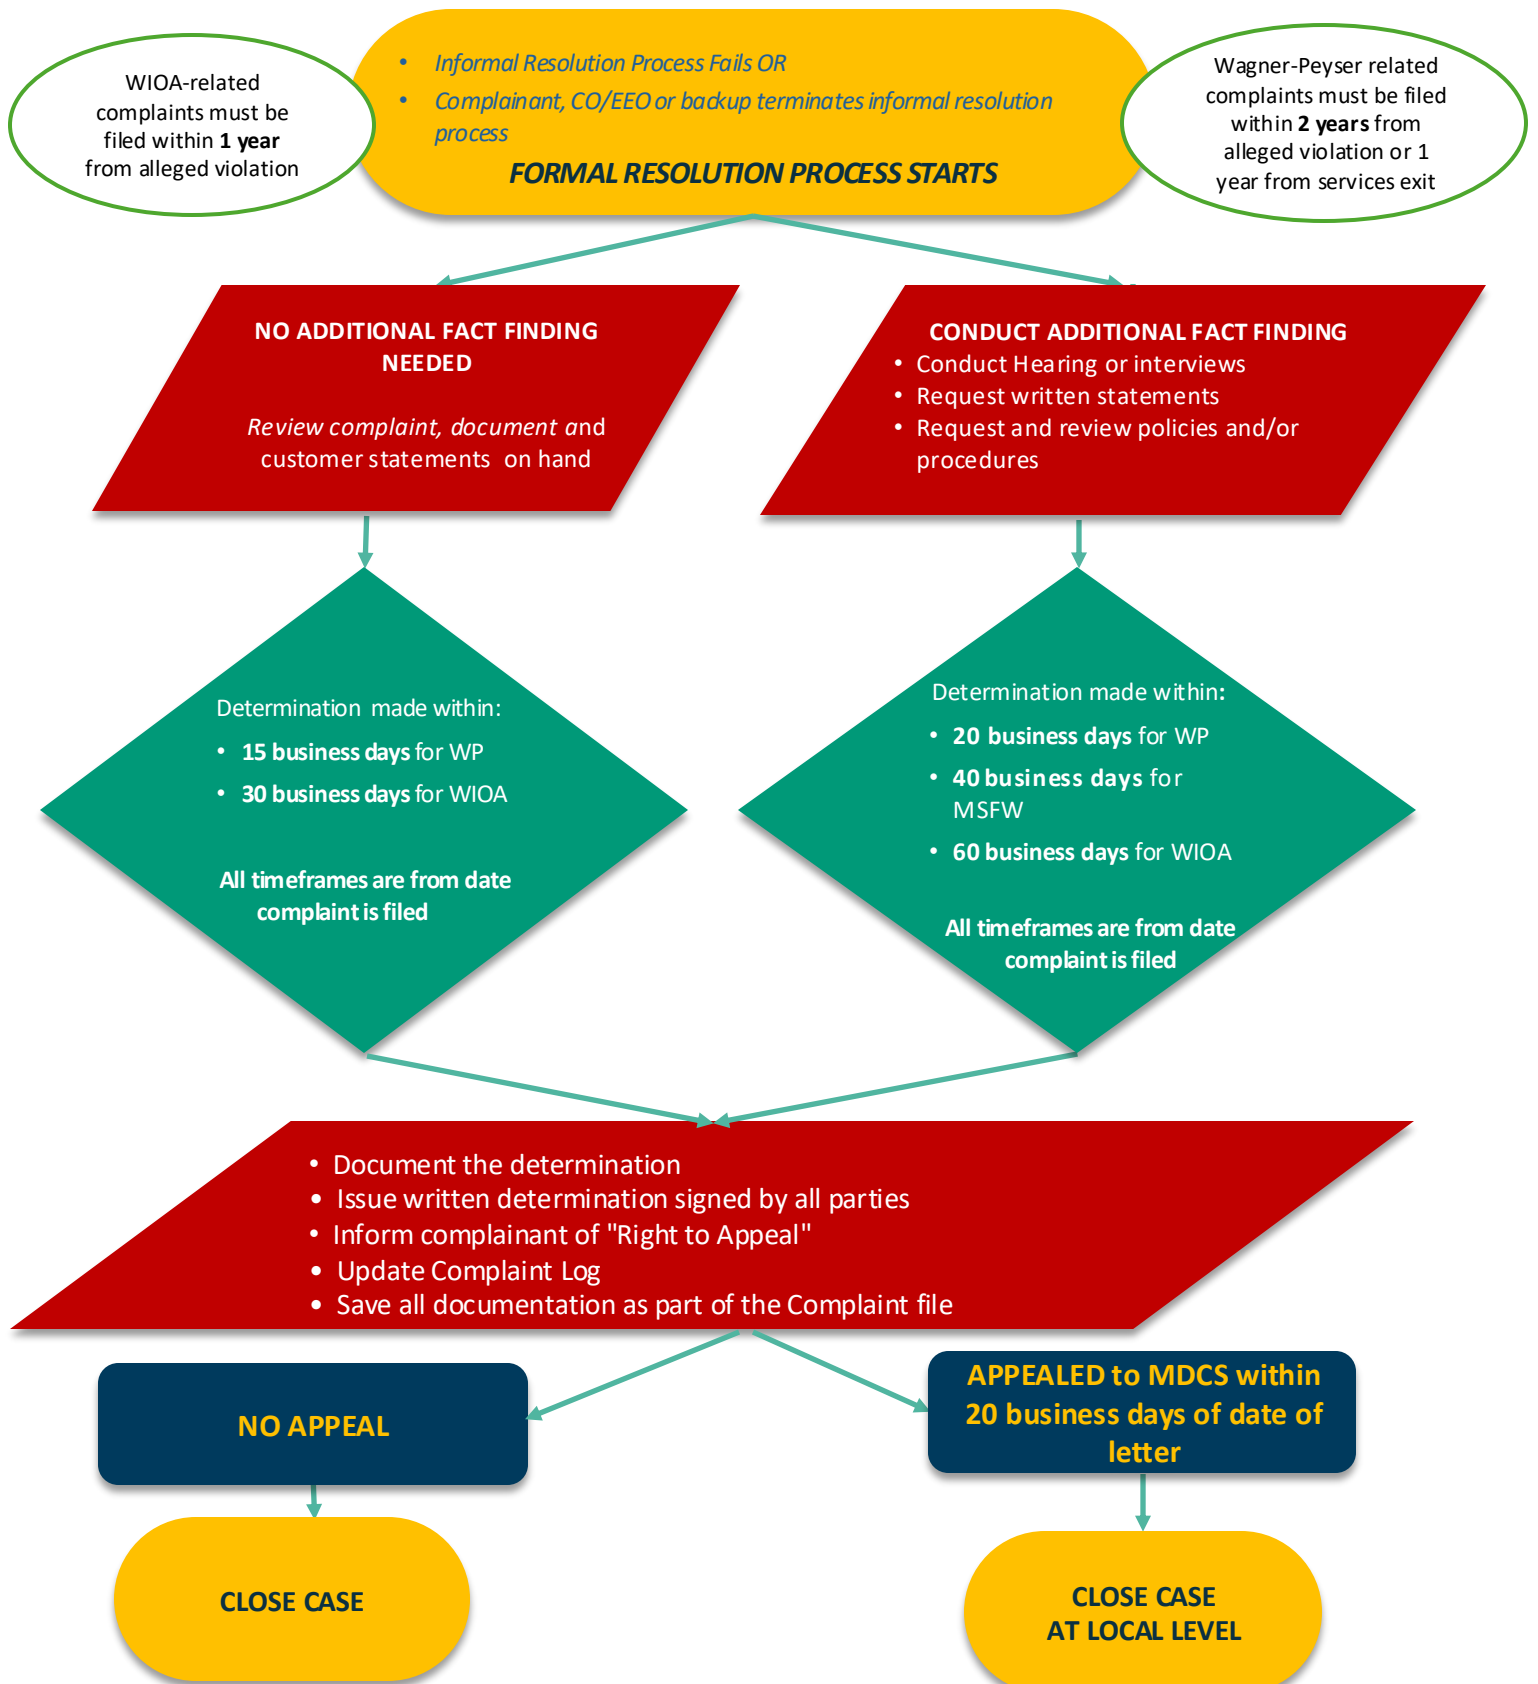 WIOA-related
complaints must be
filed within 1 year
from alleged violation
• Informal Resolution Process Fails OR
• Complainant, CO/EEO or backup terminates informal resolution
process
FORMAL RESOLUTION PROCESS STARTS
Wagner-Peyser related
complaints must be filed
within 2 years from
alleged violation or 1
year from services exit
NO ADDITIONAL FACT FINDING
NEEDED
Review complaint, document and
customer statements on hand
CONDUCT ADDITIONAL FACT FINDING
• Conduct Hearing or interviews
• Request written statements
• Request and review policies and/or
procedures
Determination made within:
• 15 business days for WP
• 30 business days for WIOA
All timeframes are from date
complaint is filed
Determination made within:
• 20 business days for WP
• 40 business days for
MSFW
• 60 business days for WIOA
All timeframes are from date
complaint is filed
• Document the determination
• Issue written determination signed by all parties
• Inform complainant of "Right to Appeal"
• Update Complaint Log
• Save all documentation as part of the Complaint file
NO APPEAL
APPEALED to MDCS within
20 business days of date of
letter
CLOSE CASE
CLOSE CASE
AT LOCAL LEVEL